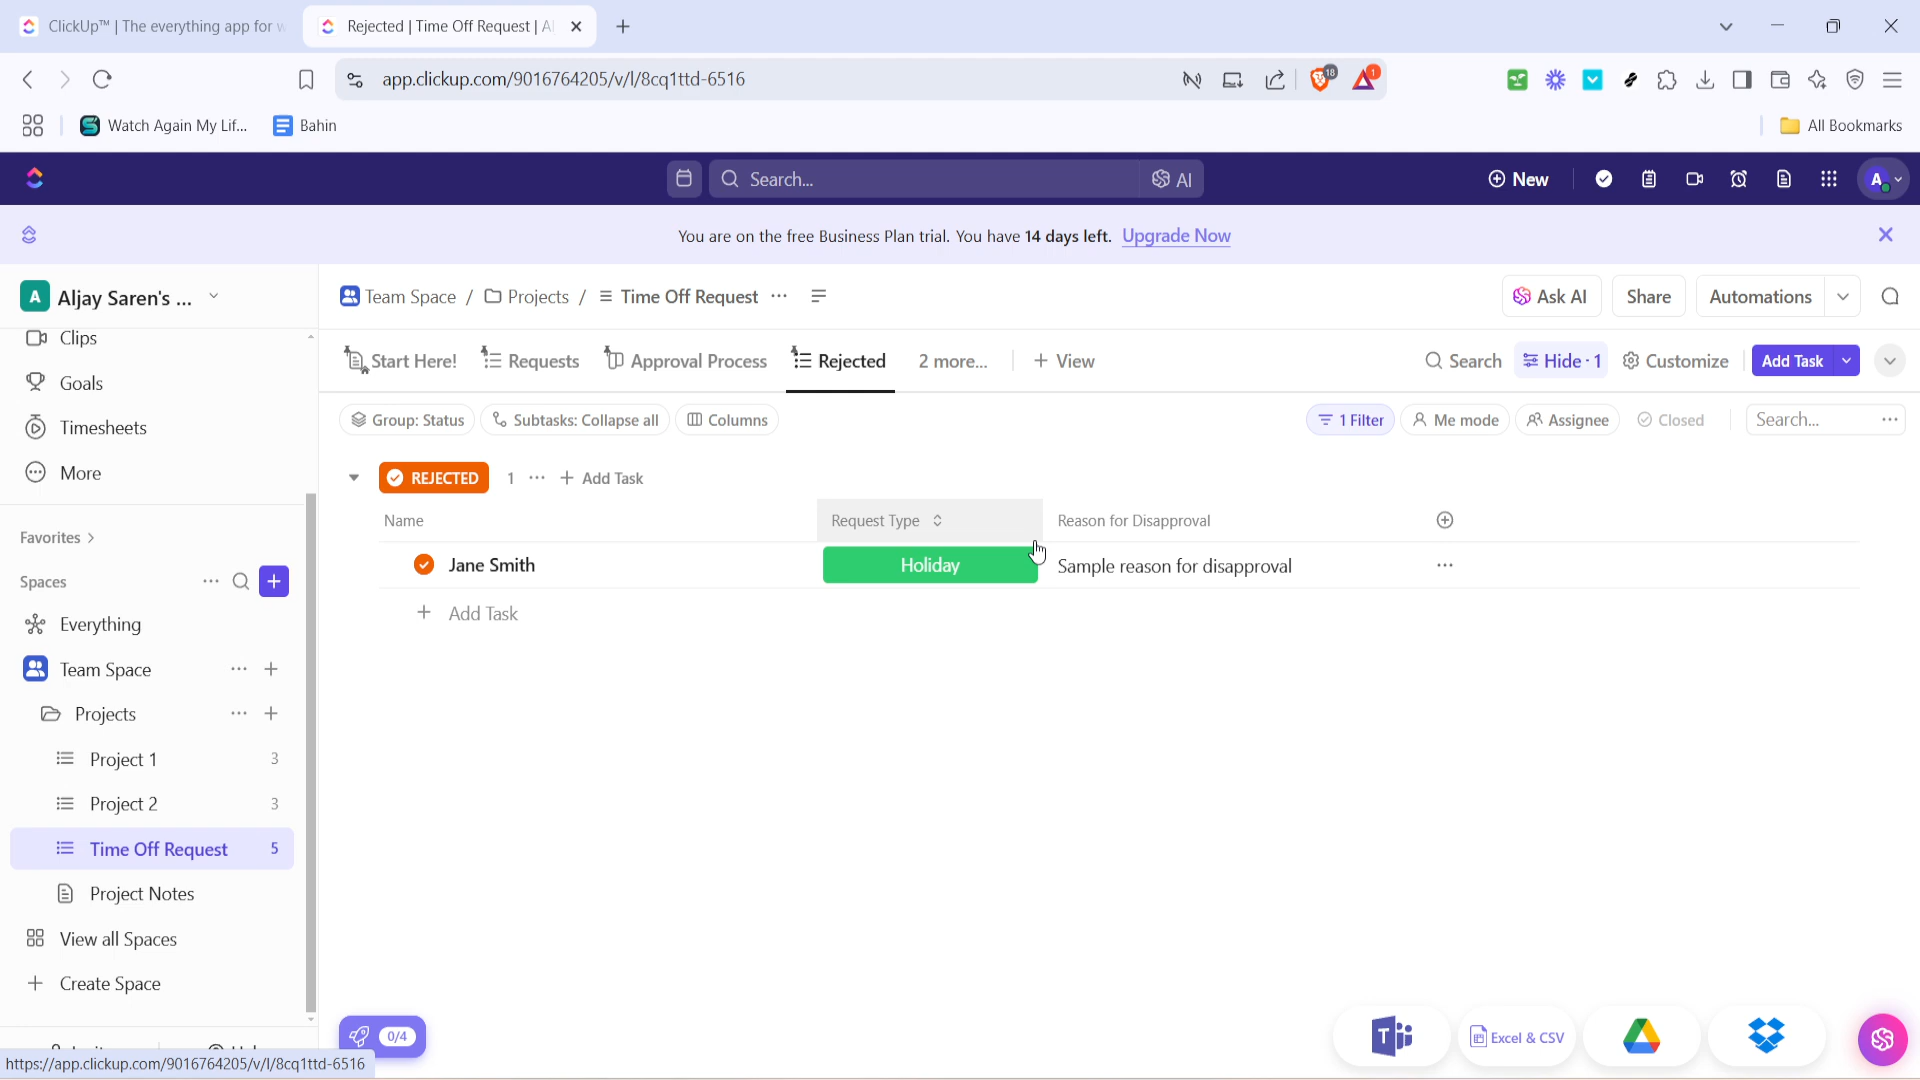 ClickUp™ | The everything app for w
Rejected | Time Off Request | A
app.clickup.com/9016764205/v/l/8cq1ttd-6516
18
1
Watch Again My Lif...
Bahin
All Bookmarks
Search...
AI
New
A
You are on the free Business Plan trial. You have 14 days left. Upgrade Now
A Aljay Saren's ...
Team Space / Projects / Time Off Request
Ask AI
Share
Automations
Clips
Goals
Timesheets
More
Favorites
Spaces
Everything
Team Space
Projects
Project 1 3
Project 2 3
Time Off Request 5
Project Notes
View all Spaces
Create Space
Start Here!
Requests
Approval Process
Rejected
2 more...
+ View
Search
Hide · 1
Customize
Add Task
Group: Status
Subtasks: Collapse all
Columns
1 Filter
Me mode
Assignee
Closed
Search...
REJECTED 1 ... + Add Task
Name
Request Type
Reason for Disapproval
Jane Smith
Holiday
Sample reason for disapproval
+ Add Task
0/4
Excel & CSV
https://app.clickup.com/9016764205/v/l/8cq1ttd-6516